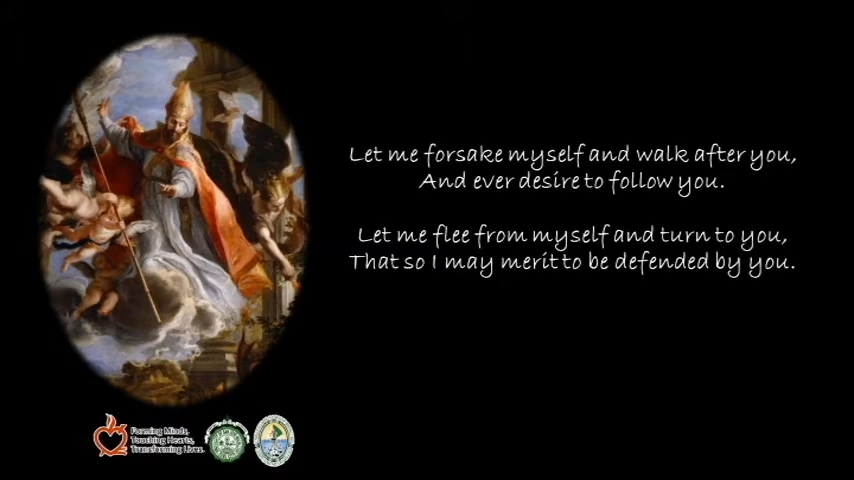 Let me forsake myself and walk after you,
And ever desire to follow you.
Let me flee from myself and turn to you,
That so I may merit to be defended by you.
Forming Minds,
Touching Hearts,
Transforming Lives.